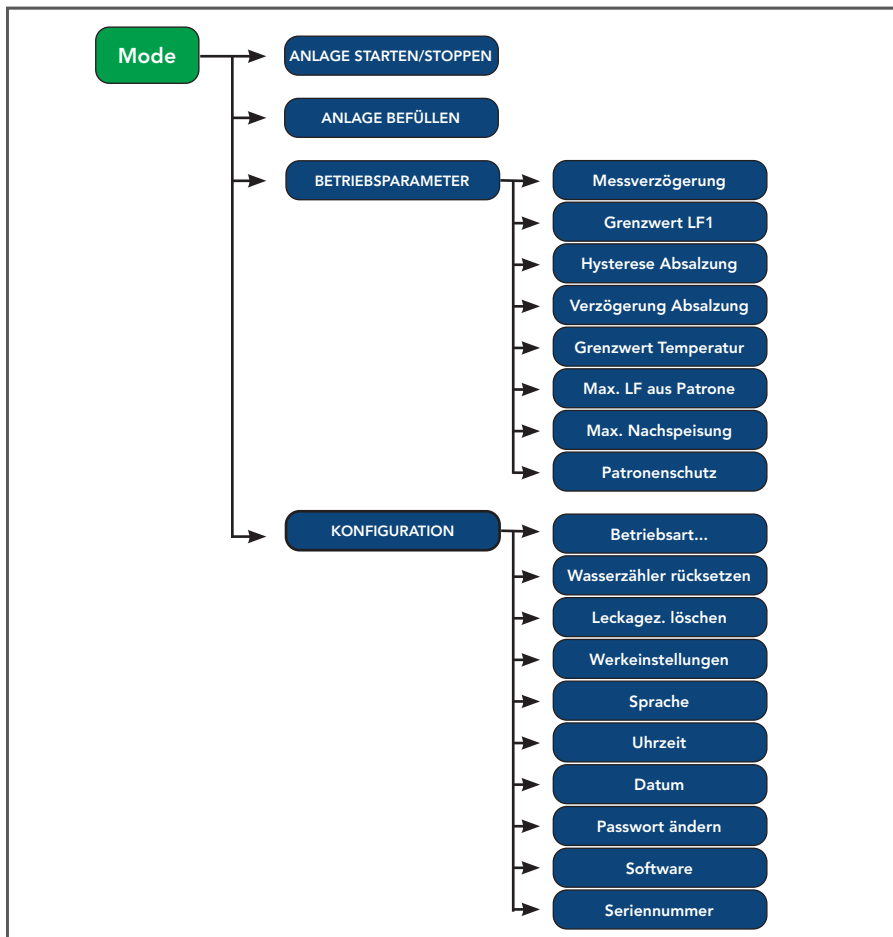 Mode
ANLAGE STARTEN/STOPPEN
ANLAGE BEFÜLLEN
BETRIEBSPARAMETER
Messverzögerung
Grenzwert LF1
Hysterese Absalzung
Verzögerung Absalzung
Grenzwert Temperatur
Max. LF aus Patrone
Max. Nachspeisung
Patronenschutz
KONFIGURATION
Betriebsart...
Wasserzähler rücksetzen
Leckagez. löschen
Werkeinstellungen
Sprache
Uhrzeit
Datum
Passwort ändern
Software
Seriennummer